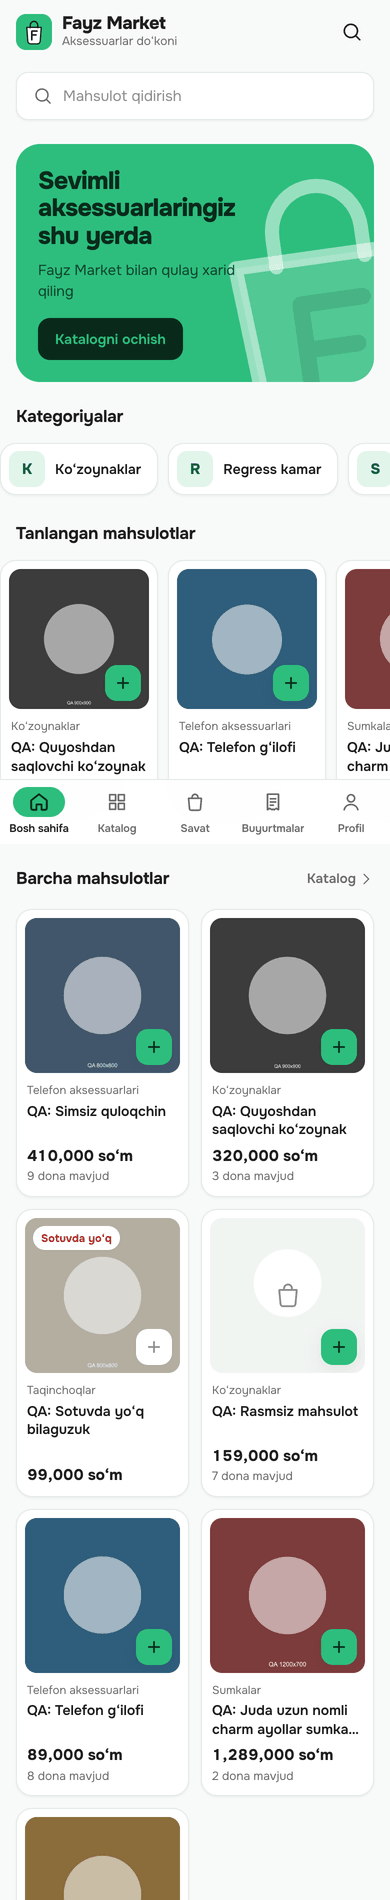 Fayz Market
Aksessuarlar do‘koni
Mahsulot qidirish
Sevimli
aksessuarlaringiz
shu yerda
Fayz Market bilan qulay xarid
qiling
Katalogni ochish
F
Kategoriyalar
K Ko‘zoynaklar
R Regress kamar
S
Tanlangan mahsulotlar
QA 900x900
Ko‘zoynaklar
QA: Quyoshdan
saqlovchi ko‘zoynak
Telefon aksessuarlari
QA: Telefon g‘ilofi
Sumkala
QA: Ju
charm
Bosh sahifa
Katalog
Savat
Buyurtmalar
Profil
Barcha mahsulotlar
Katalog
QA 800x800
Telefon aksessuarlari
QA: Simsiz quloqchin
410,000 so‘m
9 dona mavjud
QA 900x900
Ko‘zoynaklar
QA: Quyoshdan
saqlovchi ko‘zoynak
320,000 so‘m
3 dona mavjud
Sotuvda yo‘q
QA 800x800
Taqinchoqlar
QA: Sotuvda yo‘q
bilaguzuk
99,000 so‘m
Ko‘zoynaklar
QA: Rasmsiz mahsulot
159,000 so‘m
7 dona mavjud
Telefon aksessuarlari
QA: Telefon g‘ilofi
89,000 so‘m
8 dona mavjud
QA 1200x700
Sumkalar
QA: Juda uzun nomli
charm ayollar sumka...
1,289,000 so‘m
2 dona mavjud